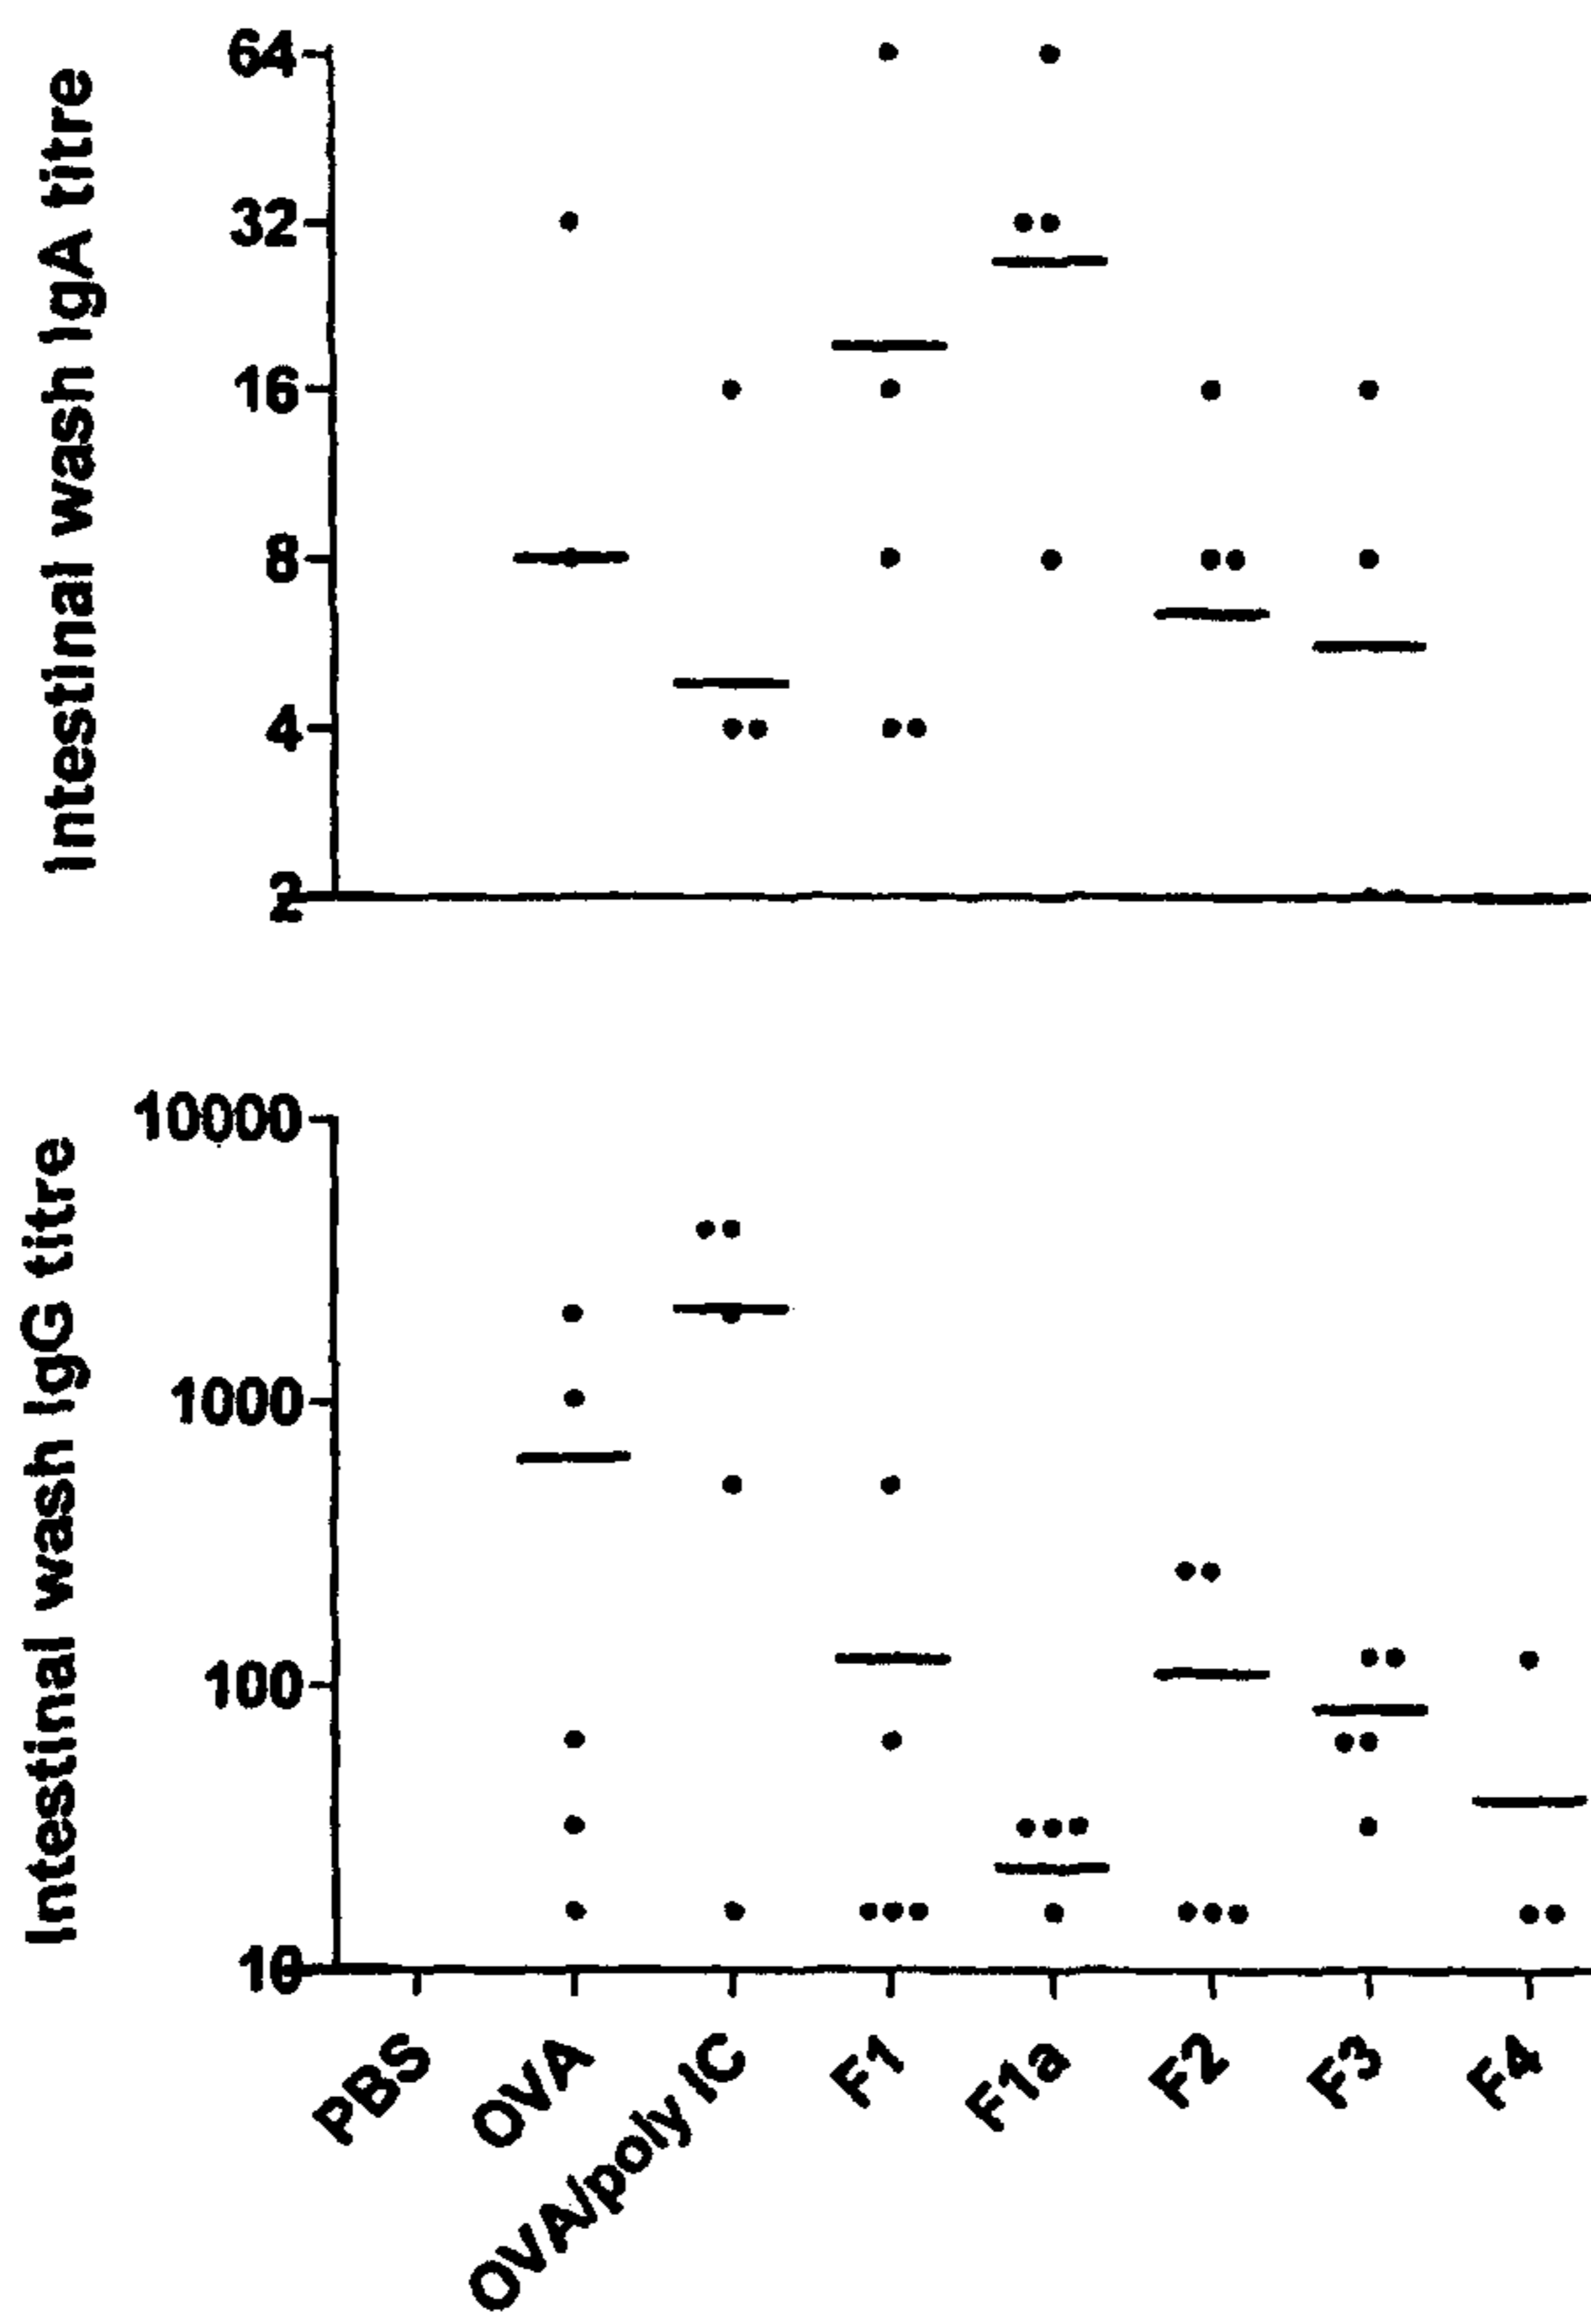 Intestinal wash IgA titre
64
32
16
8
4
2
Intestinal wash IgG titre
10000
1000
100
10
PBS
OVA
OVA/poly IC
F1
F1a
F2
F3
F4